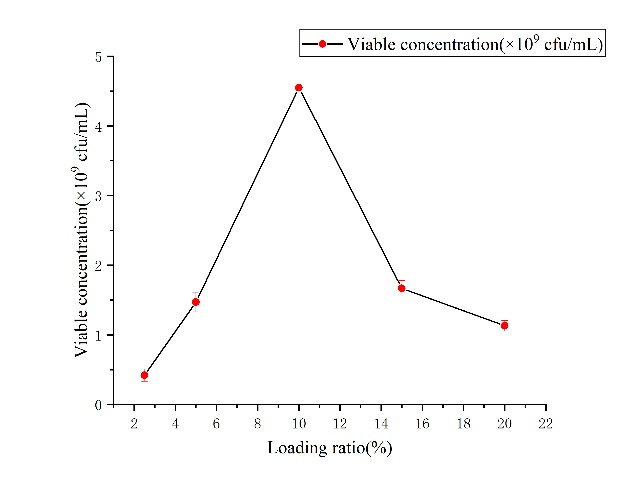 Viable concentration(×10⁹ cfu/mL)
5
4
3
2
1
0
Viable concentration(×10⁹ cfu/mL)
2 4 6 8 10 12 14 16 18 20 22
Loading ratio(%)